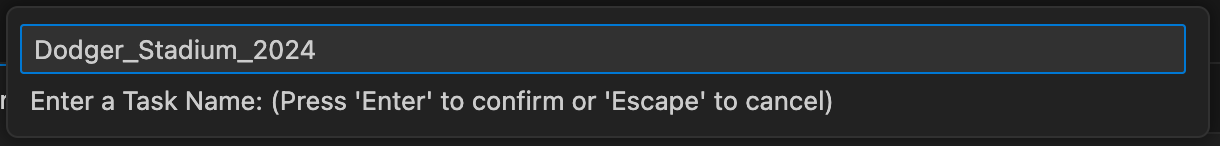 Dodger_Stadium_2024
Enter a Task Name: (Press 'Enter' to confirm or 'Escape' to cancel)